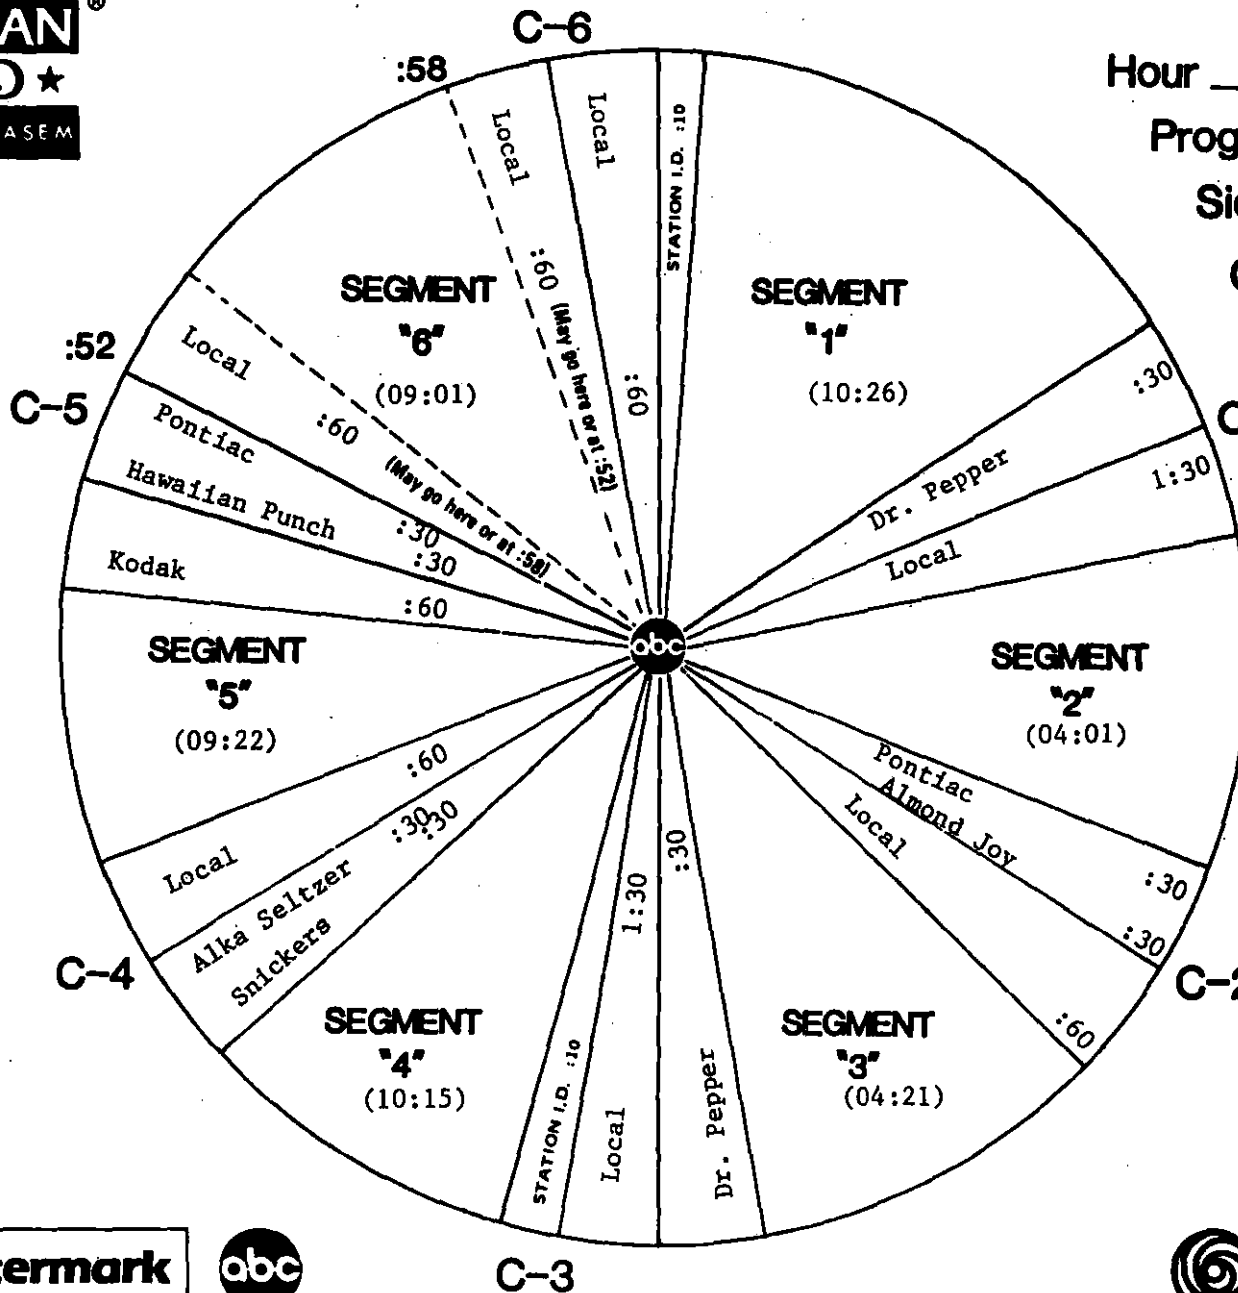 AN®
ASEM
C-6
:58
Hour
Prog
Local
:60
(May go here or at :52)
Local
:60
STATION I.D. :10
SEGMENT
"1"
(10:26)
Dr. Pepper
:30
Local
1:30
SEGMENT
"2"
(04:01)
Pontiac
:30
Almond Joy
:30
Local
:60
C-2
SEGMENT
"3"
(04:21)
Dr. Pepper
:30
Local
1:30
STATION I.D. :10
C-3
SEGMENT
"4"
(10:15)
Snickers
:30
Alka Seltzer
:30
Local
:60
C-4
SEGMENT
"5"
(09:22)
Kodak
:60
Hawaiian Punch
:30
Pontiac
:30
C-5
:52
Local
:60
(May go here or at :58)
SEGMENT
"6"
(09:01)
abc
termark
abc